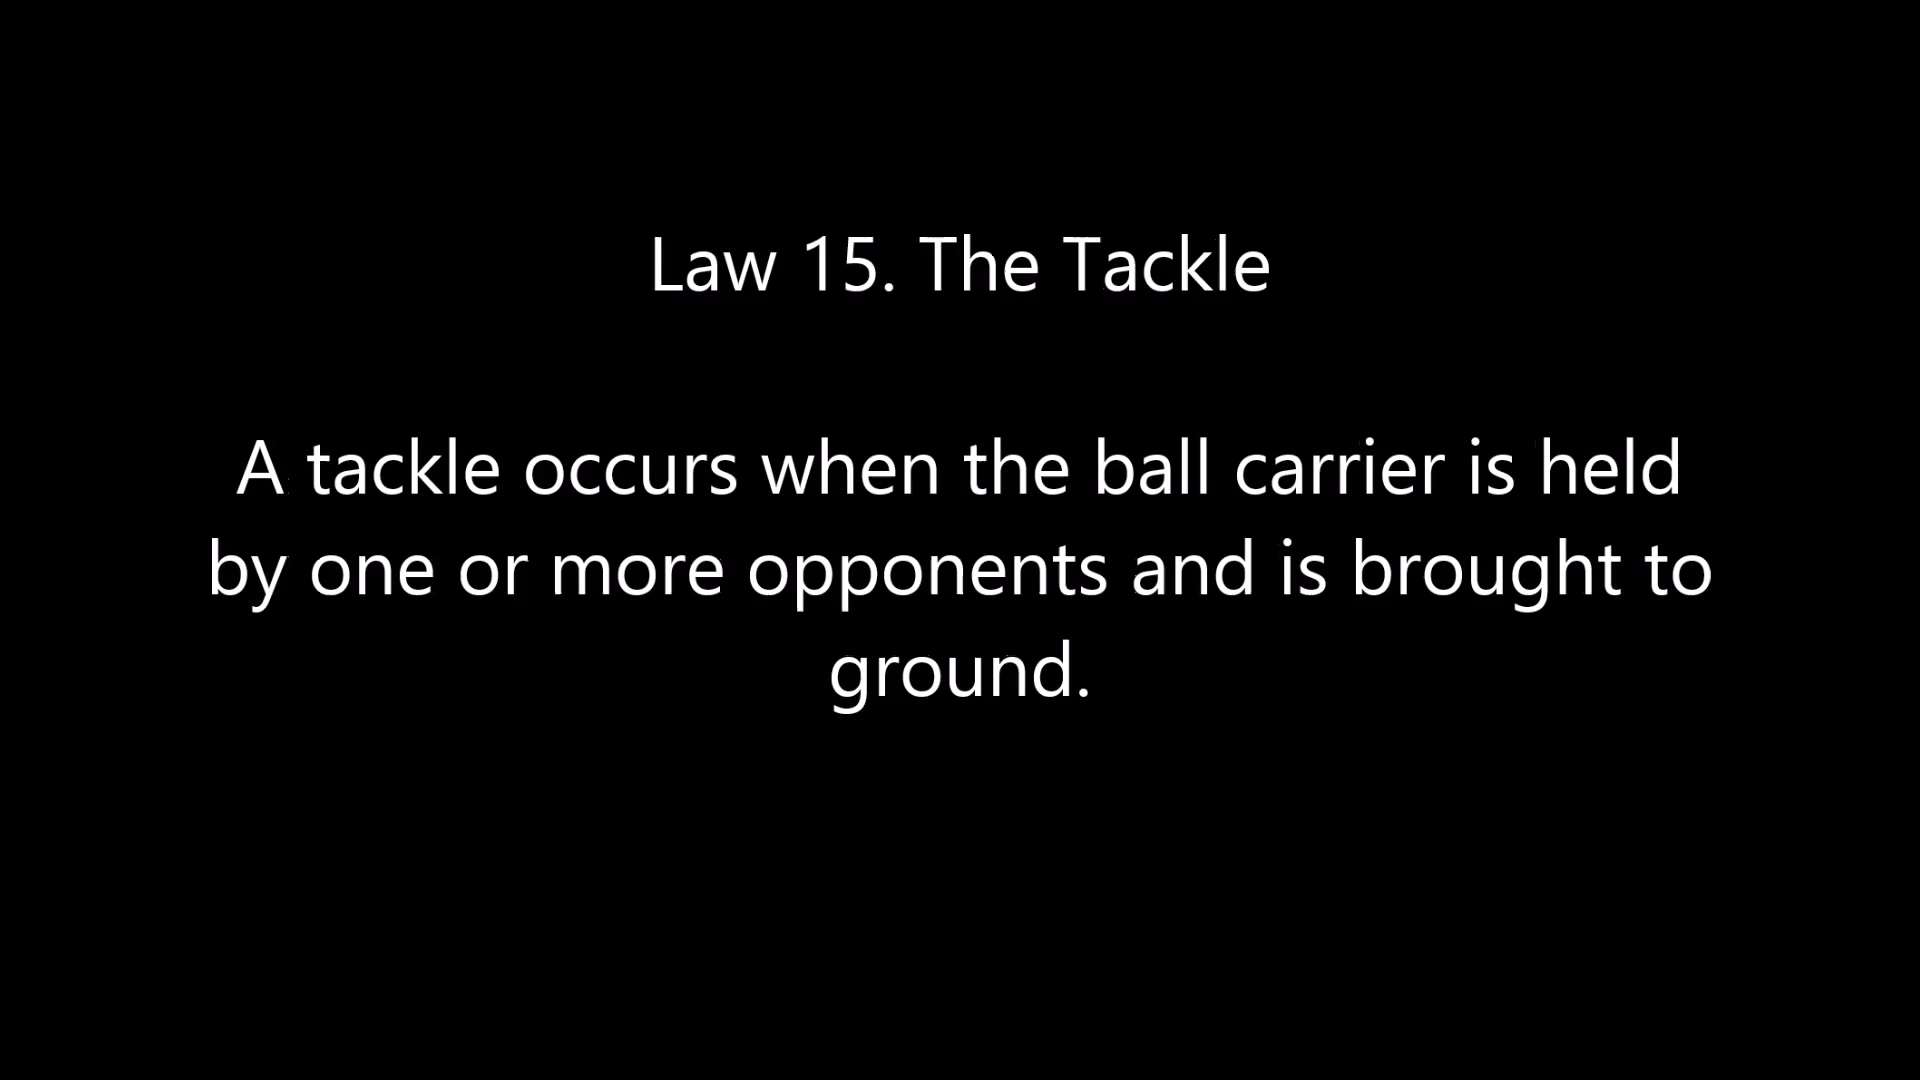 Law 15. The Tackle
A tackle occurs when the ball carrier is held
by one or more opponents and is brought to
ground.